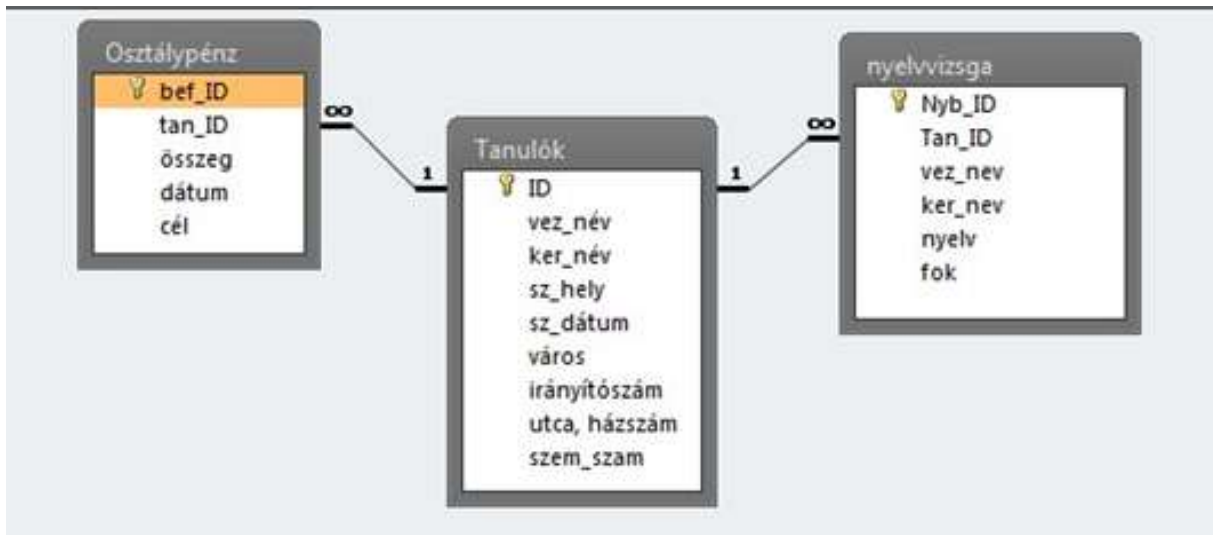 Osztálypénz
bef_ID
tan_ID
összeg
dátum
cél
∞
1
Tanulók
ID
vez_név
ker_név
sz_hely
sz_dátum
város
irányítószám
utca, házszám
szem_szam
1
∞
nyelvvizsga
Nyb_ID
Tan_ID
vez_nev
ker_nev
nyelv
fok